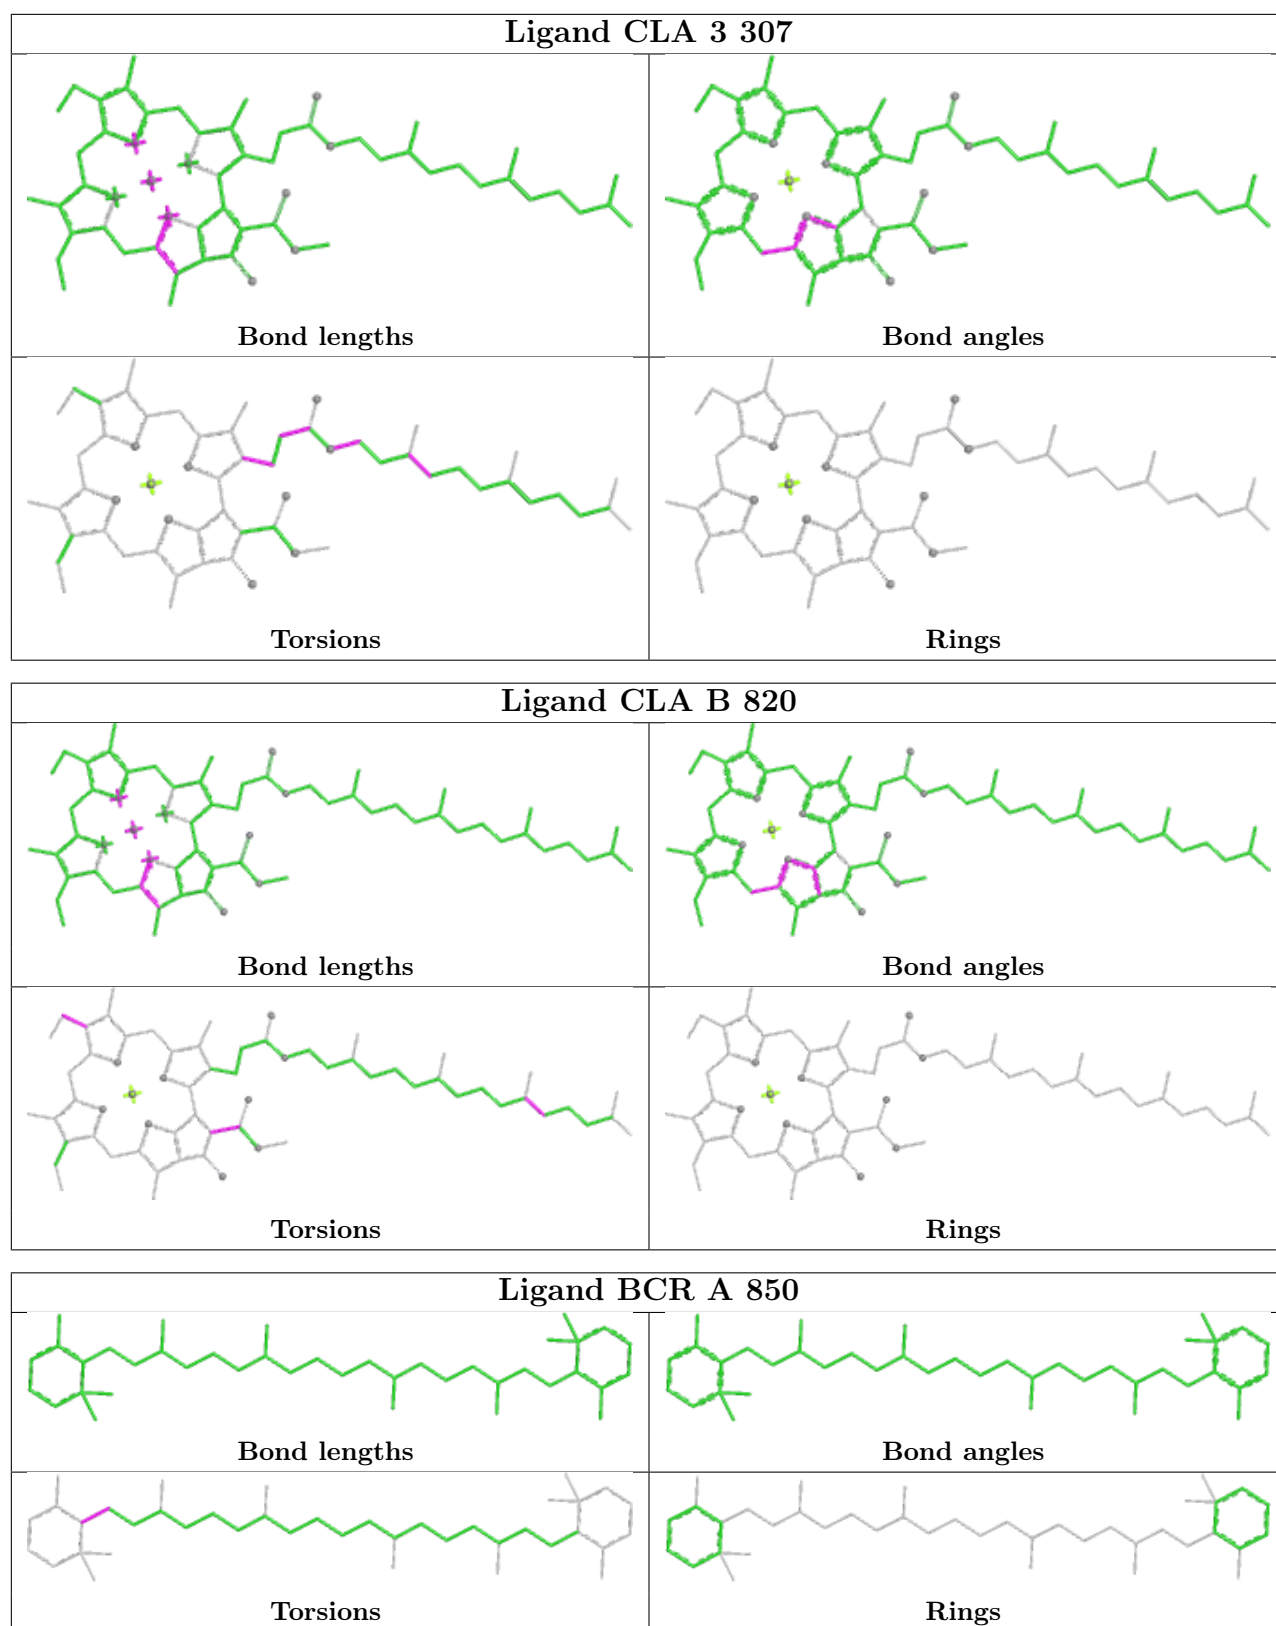 Ligand CLA 3 307
Bond lengths
Bond angles
Torsions
Rings
Ligand CLA B 820
Bond lengths
Bond angles
Torsions
Rings
Ligand BCR A 850
Bond lengths
Bond angles
Torsions
Rings